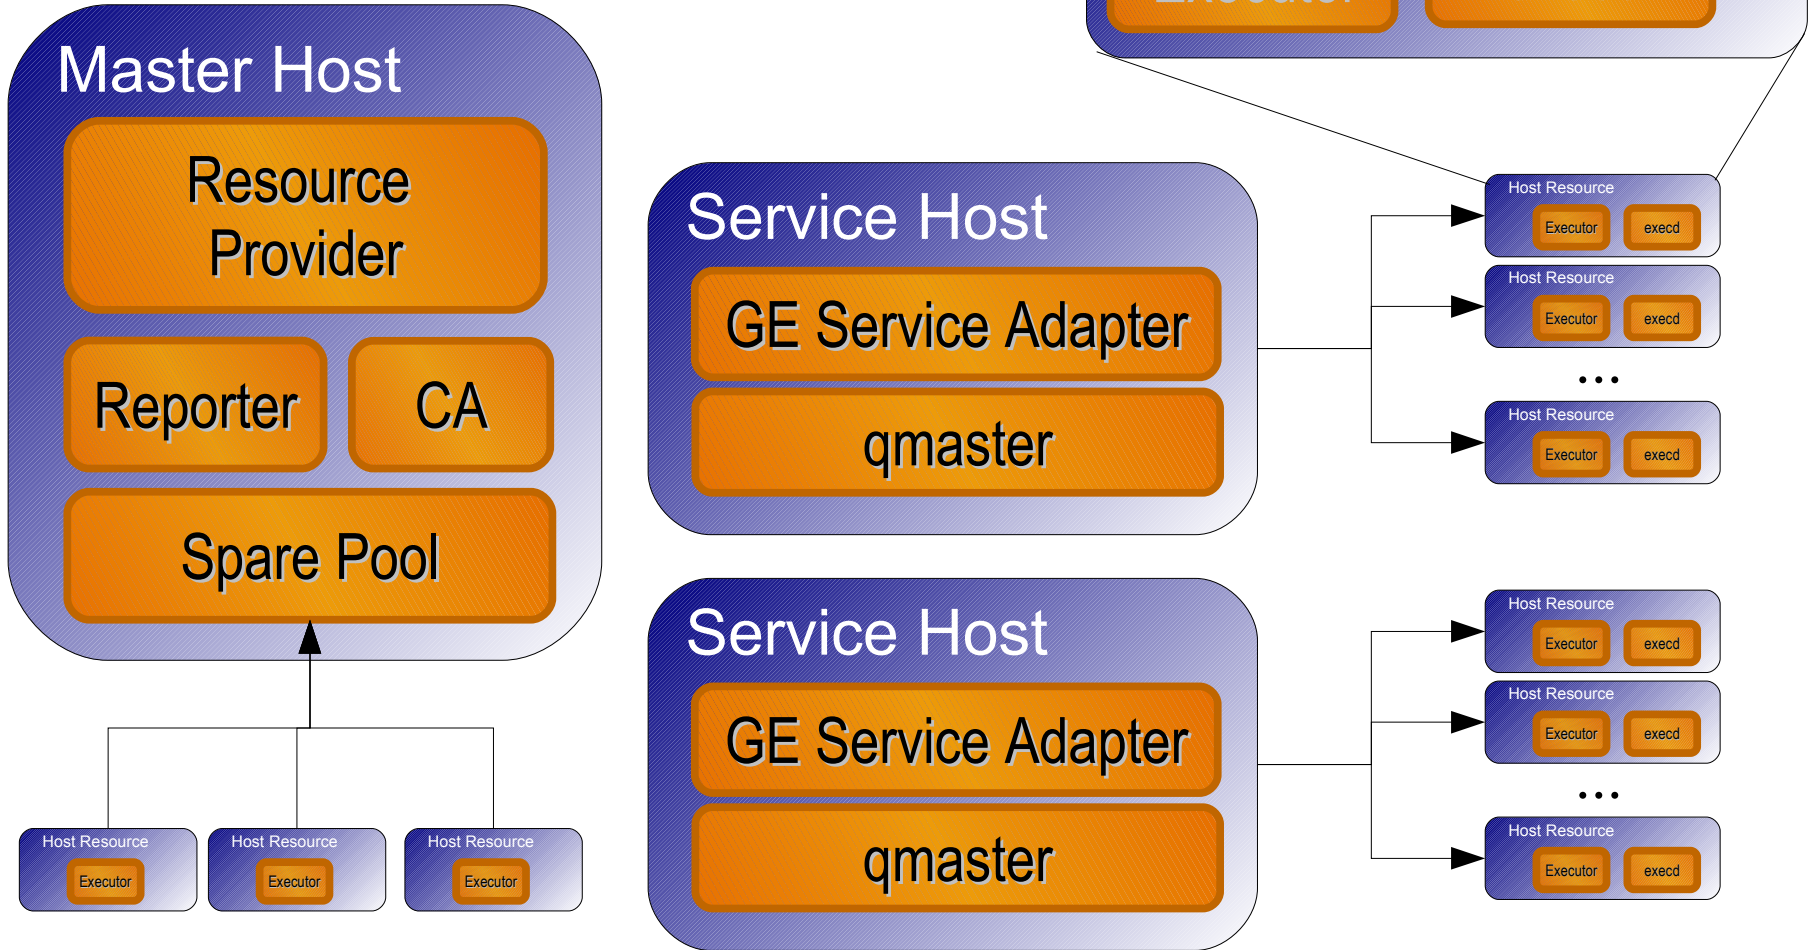 Executor
Master Host
Resource
Provider
Reporter
CA
Spare Pool
Host Resource
Executor
Host Resource
Executor
Host Resource
Executor
Service Host
GE Service Adapter
qmaster
Host Resource
Executor
execd
Host Resource
Executor
execd
...
Host Resource
Executor
execd
Service Host
GE Service Adapter
qmaster
Host Resource
Executor
execd
Host Resource
Executor
execd
...
Host Resource
Executor
execd